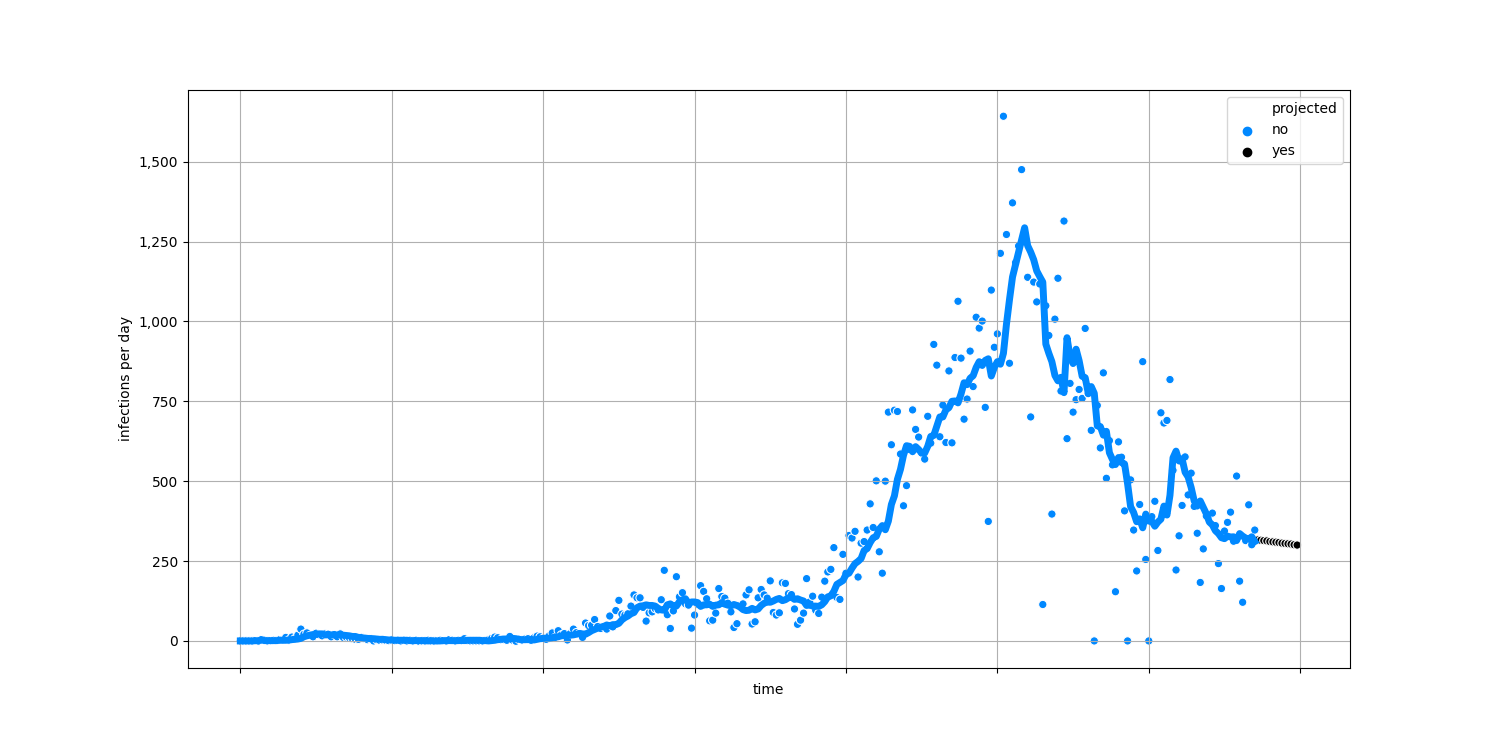 projected
no
yes
1,500
1,250
1,000
750
500
250
0
infections per day
time